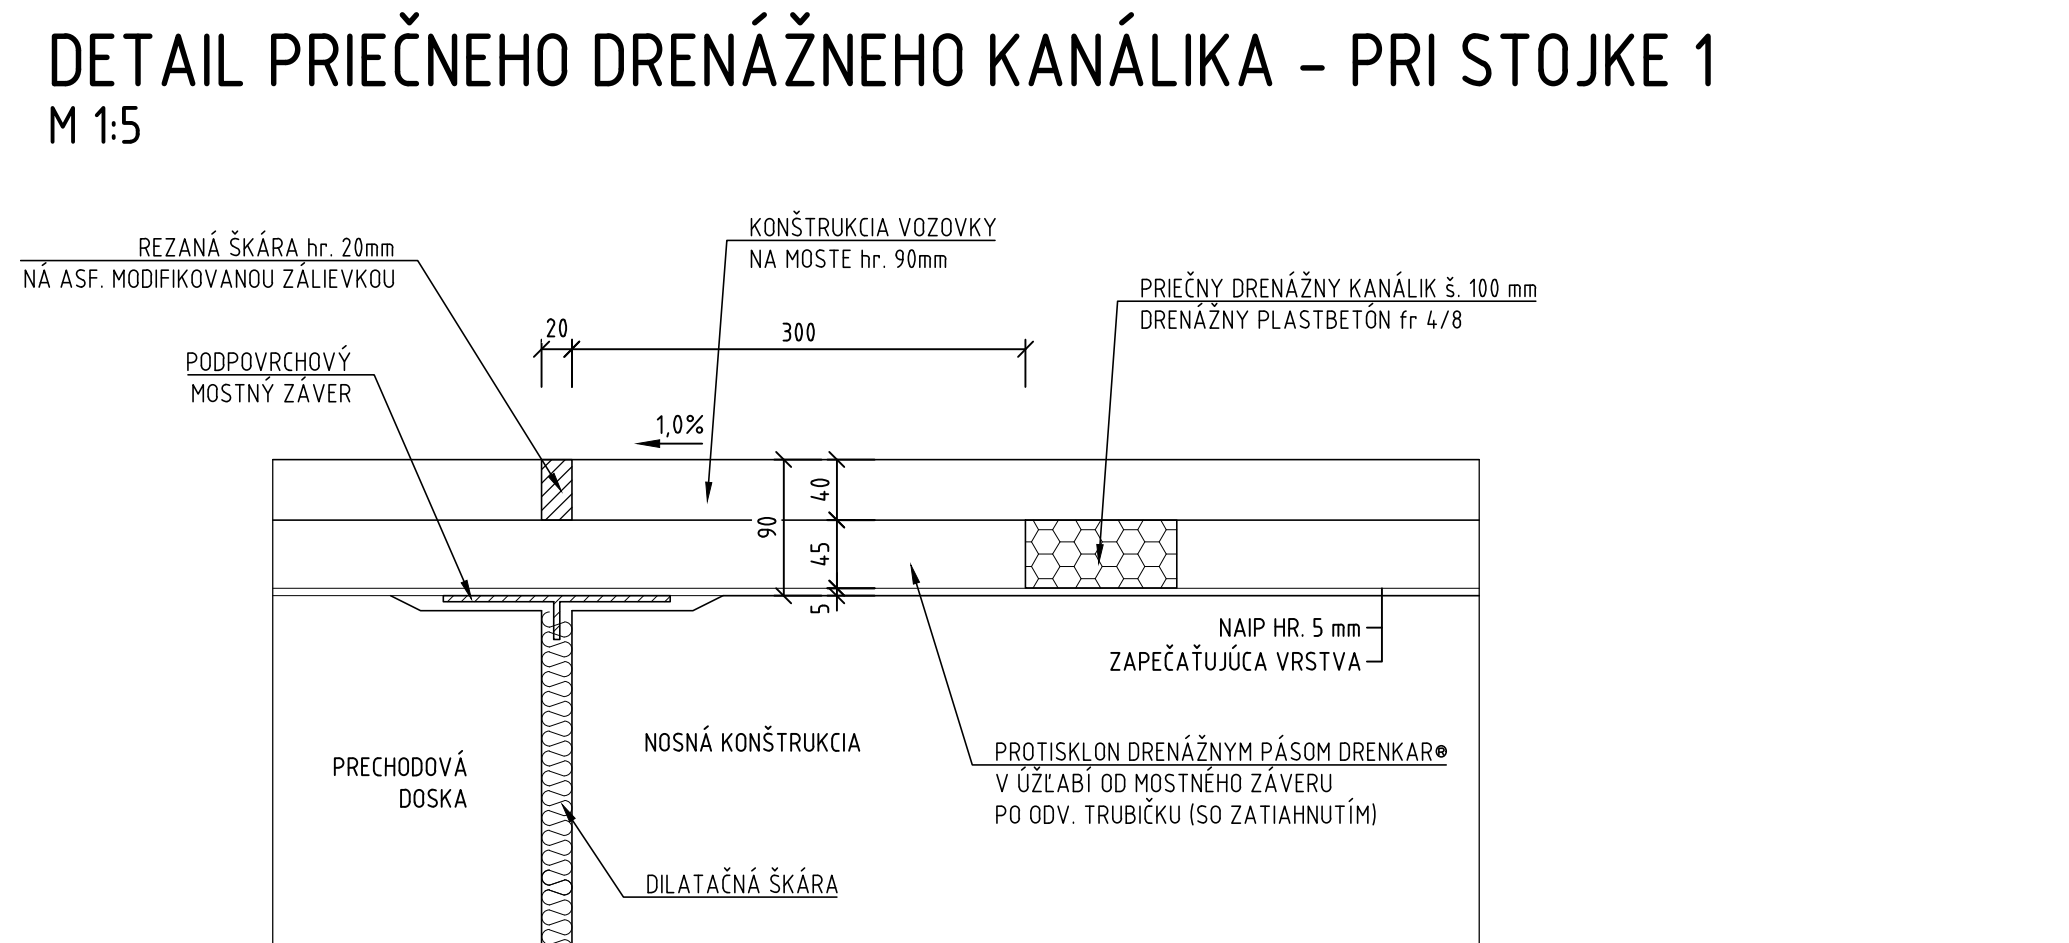 DETAIL PRIEČNEHO DRENÁŽNEHO KANÁLIKA - PRI STOJKE 1
M 1:5
KONŠTRUKCIA VOZOVKY
NA MOSTE hr. 90mm
REZANÁ ŠKÁRA hr. 20mm
NÁ ASF. MODIFIKOVANOU ZÁLIEVKOU
PRIEČNY DRENÁŽNY KANÁLIK š. 100 mm
DRENÁŽNY PLASTBETÓN fr 4/8
20
300
PODPOVRCHOVÝ
MOSTNÝ ZÁVER
1,0%
40
90
45
5
NAIP HR. 5 mm
ZAPEČAŤUJÚCA VRSTVA
NOSNÁ KONŠTRUKCIA
PRECHODOVÁ
DOSKA
PROTISKLON DRENÁŽNYM PÁSOM DRENKAR®
V ÚŽĽABÍ OD MOSTNÉHO ZÁVERU
PO ODV. TRUBIČKU (SO ZATIAHNUTÍM)
DILATAČNÁ ŠKÁRA